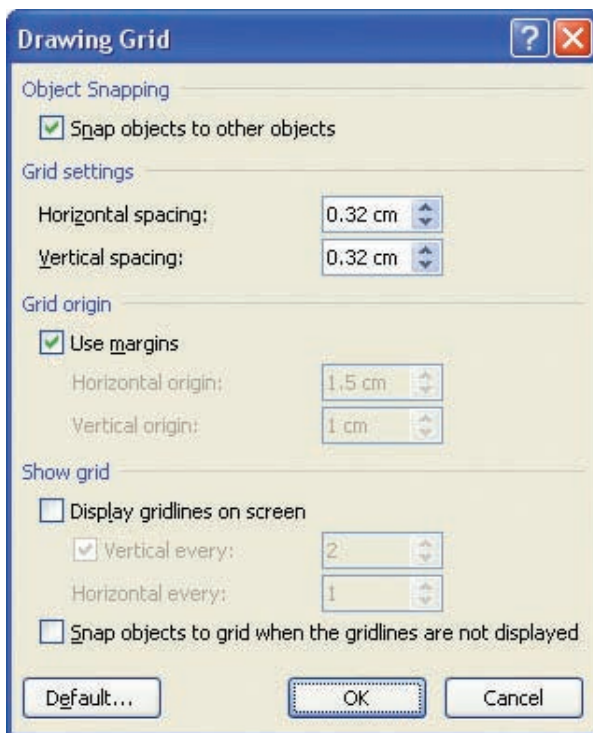 Drawing Grid
Object Snapping
Snap objects to other objects
Grid settings
Horizontal spacing: 0.32 cm
Vertical spacing: 0.32 cm
Grid origin
Use margins
Horizontal origin: 1.5 cm
Vertical origin: 1 cm
Show grid
Display gridlines on screen
Vertical every: 2
Horizontal every: 1
Snap objects to grid when the gridlines are not displayed
Default... OK Cancel